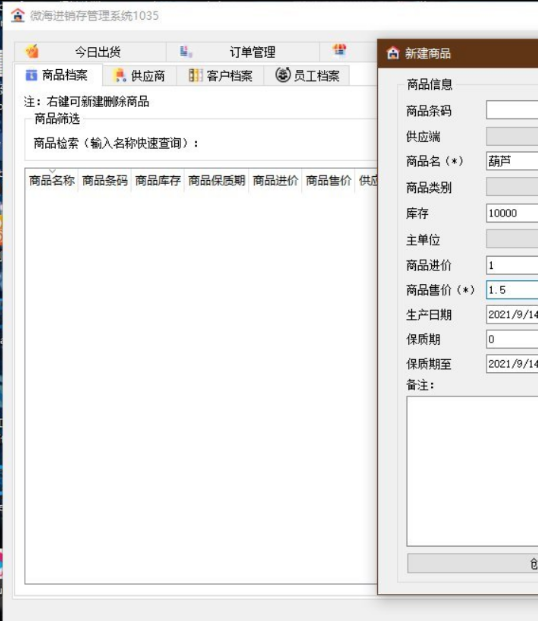 微海进销存管理系统1035
今日出货 订单管理
商品档案 供应商 客户档案 员工档案
注：右键可新建删除商品
商品筛选
商品检索（输入名称快速查询）：
商品名称 商品条码 商品库存 商品保质期 商品进价 商品售价 供应
新建商品
商品信息
商品条码
供应端
商品名（*） 葫芦
商品类别
库存 10000
主单位
商品进价 1
商品售价（*） 1.5
生产日期 2021/9/14
保质期 0
保质期至 2021/9/14
备注：